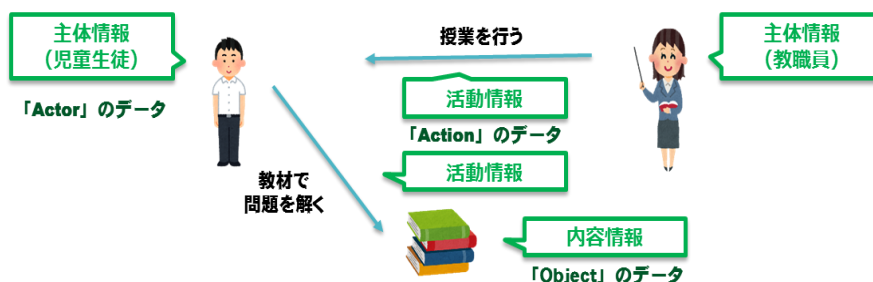 主体情報
(児童生徒)
「Actor」のデータ
授業を行う
主体情報
(教職員)
活動情報
「Action」のデータ
活動情報
教材で
問題を解く
内容情報
「Object」のデータ